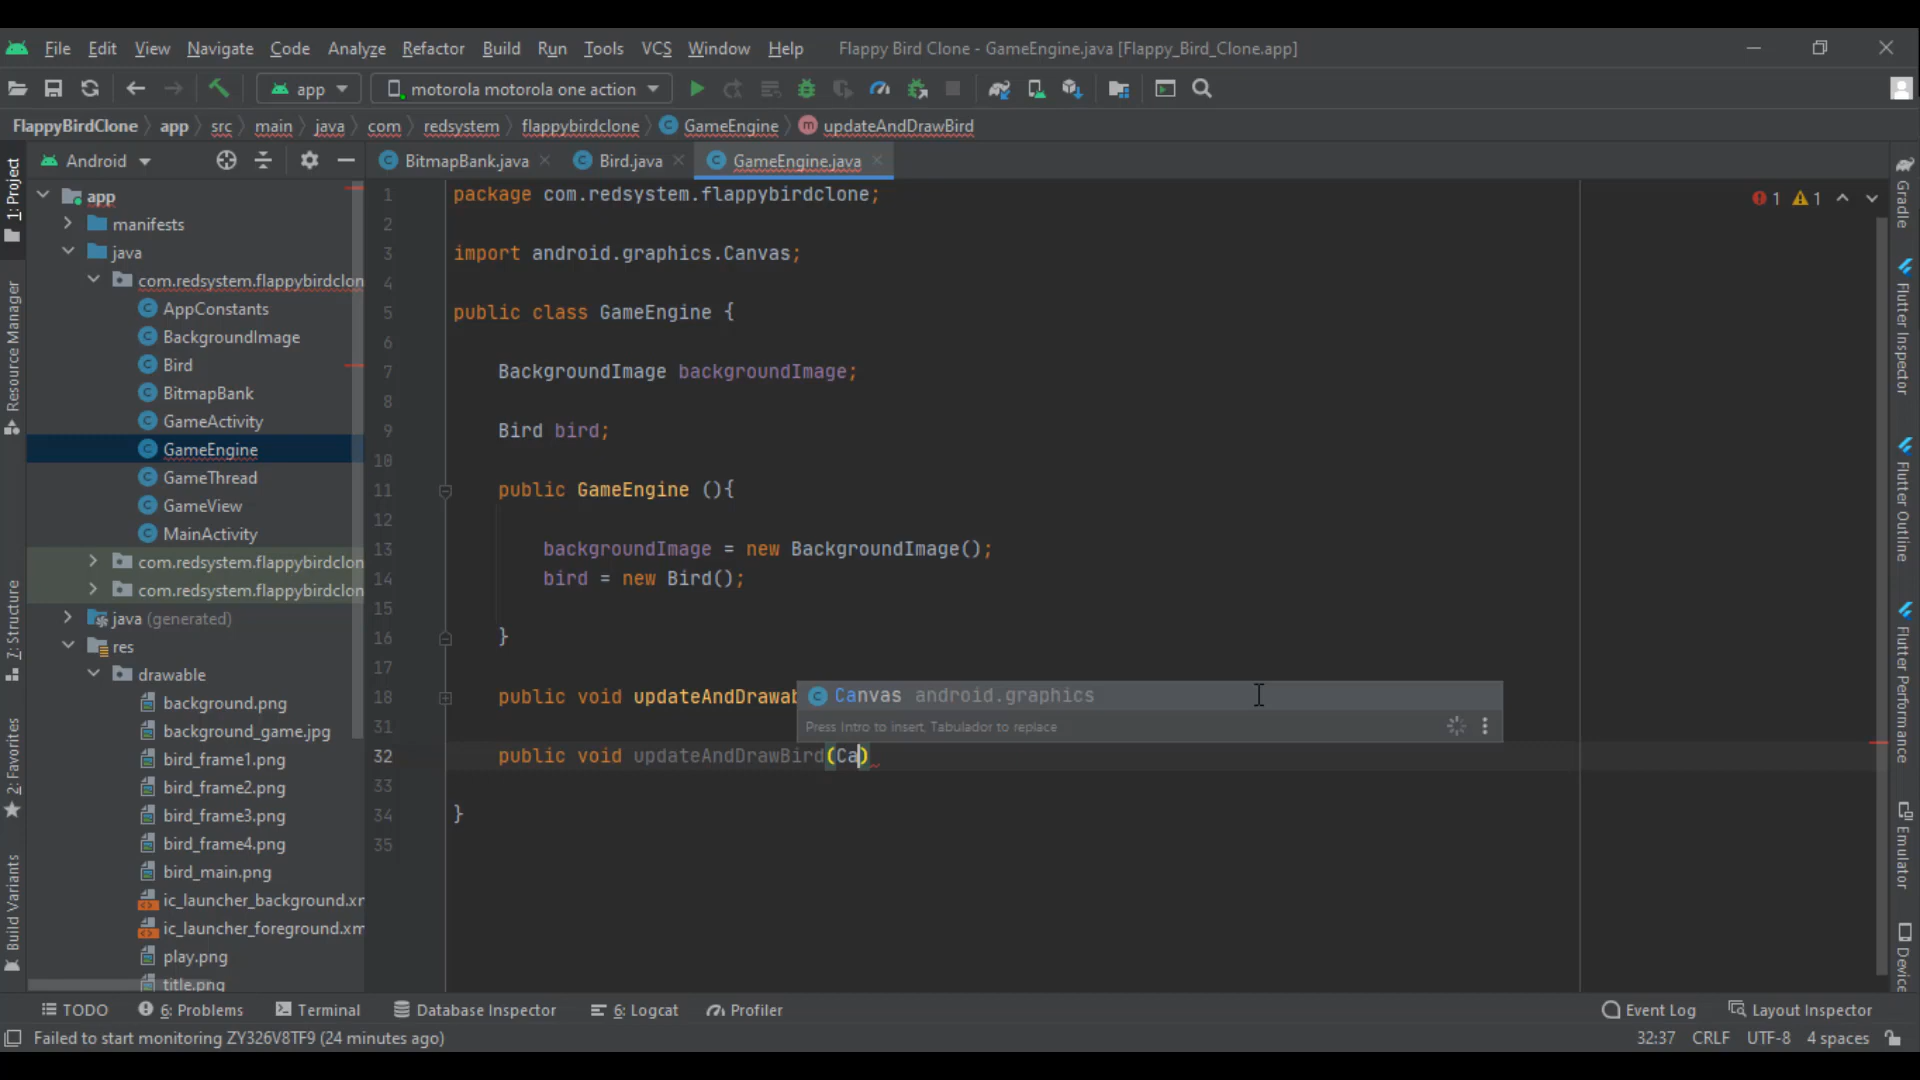 File Edit View Navigate Code Analyze Refactor Build Run Tools VCS Window Help Flappy Bird Clone - GameEngine.java [Flappy_Bird_Clone.app]
app motorola motorola one action
FlappyBirdClone app src main java com redsystem flappybirdclone GameEngine updateAndDrawBird
Android BitmapBank.java Bird.java GameEngine.java
1: Project
Resource Manager
7: Structure
2: Favorites
Build Variants
app
manifests
java
com.redsystem.flappybirdclon
AppConstants
BackgroundImage
Bird
BitmapBank
GameActivity
GameEngine
GameThread
GameView
MainActivity
com.redsystem.flappybirdclon
com.redsystem.flappybirdclon
java (generated)
res
drawable
background.png
background_game.jpg
bird_frame1.png
bird_frame2.png
bird_frame3.png
bird_frame4.png
bird_main.png
ic_launcher_background.xm
ic_launcher_foreground.xm
play.png
title.png
1 package com.redsystem.flappybirdclone;
2
3 import android.graphics.Canvas;
4
5 public class GameEngine {
6
7 BackgroundImage backgroundImage;
8
9 Bird bird;
10
11 public GameEngine (){
12
13 backgroundImage = new BackgroundImage();
14 bird = new Bird();
15
16 }
17
18 public void updateAndDrawab
Canvas android.graphics
31 Press Intro to insert, Tabulador to replace
32 public void updateAndDrawBird(Ca)
33
34 }
35
1 1
Gradle
Flutter Inspector
Flutter Outline
Flutter Performance
Emulator
Device
TODO 6: Problems Terminal Database Inspector 6: Logcat Profiler Event Log Layout Inspector
Failed to start monitoring ZY326V8TF9 (24 minutes ago) 32:37 CRLF UTF-8 4 spaces